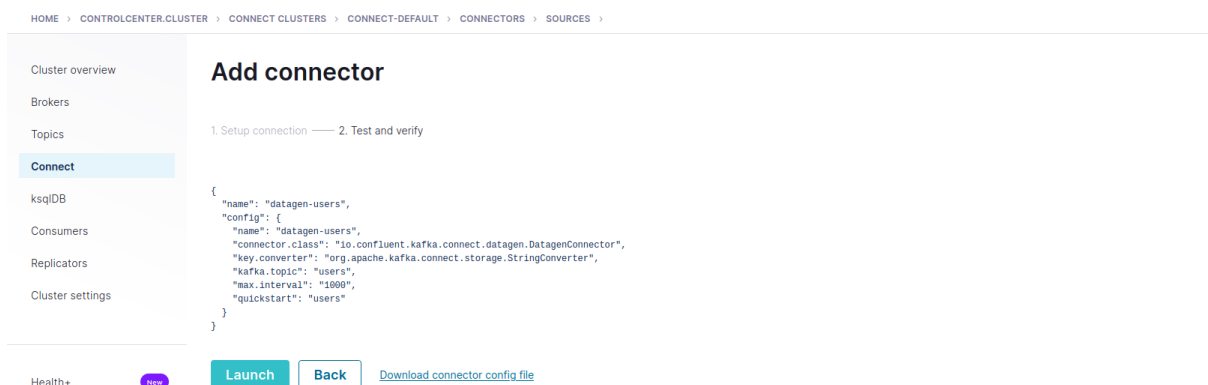 HOME > CONTROLCENTER.CLUSTER > CONNECT CLUSTERS > CONNECT-DEFAULT > CONNECTORS > SOURCES >
Cluster overview
Brokers
Topics
Connect
ksqlDB
Consumers
Replicators
Cluster settings
Health+ New
Add connector
1. Setup connection 2. Test and verify
{
  "name": "datagen-users",
  "config": {
    "name": "datagen-users",
    "connector.class": "io.confluent.kafka.connect.datagen.DatagenConnector",
    "key.converter": "org.apache.kafka.connect.storage.StringConverter",
    "kafka.topic": "users",
    "max.interval": "1000",
    "quickstart": "users"
  }
}
Launch Back Download connector config file